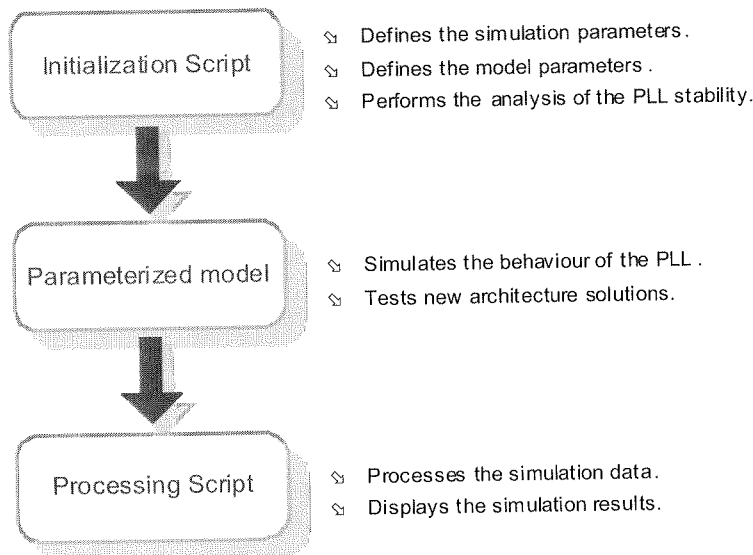 Initialization Script
Defines the simulation parameters.
Defines the model parameters .
Performs the analysis of the PLL stability.
Parameterized model
Simulates the behaviour of the PLL .
Tests new architecture solutions.
Processing Script
Processes the simulation data.
Displays the simulation results.